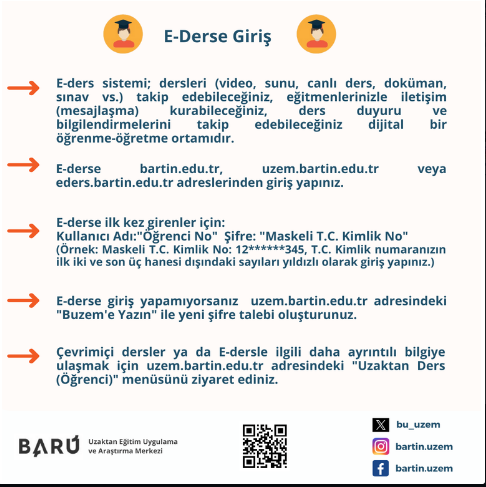 E-Derse Giriş
E-ders sistemi; dersleri (video, sunu, canlı ders, doküman,
sınav vs.) takip edebileceğiniz, eğitmenlerinizle iletişim
(mesajlaşma) kurabileceğiniz, ders duyuru ve
bilgilendirmelerini takip edebileceğiniz dijital bir
öğrenme-öğretme ortamıdır.
E-derse bartin.edu.tr, uzem.bartin.edu.tr veya
eders.bartin.edu.tr adreslerinden giriş yapınız.
E-derse ilk kez girenler için:
Kullanıcı Adı:"Öğrenci No" Şifre: "Maskeli T.C. Kimlik No"
(Örnek: Maskeli T.C. Kimlik No: 12******345, T.C. Kimlik numaranızın
ilk iki ve son üç hanesi dışındaki sayıları yıldızlı olarak giriş yapınız.)
E-derse giriş yapamıyorsanız uzem.bartin.edu.tr adresindeki
"Buzem'e Yazın" ile yeni şifre talebi oluşturunuz.
Çevrimiçi dersler ya da E-dersle ilgili daha ayrıntılı bilgiye
ulaşmak için uzem.bartin.edu.tr adresindeki "Uzaktan Ders
(Öğrenci)" menüsünü ziyaret ediniz.
BARÜ
Uzaktan Eğitim Uygulama
ve Araştırma Merkezi
bu_uzem
bartin.uzem
bartin.uzem